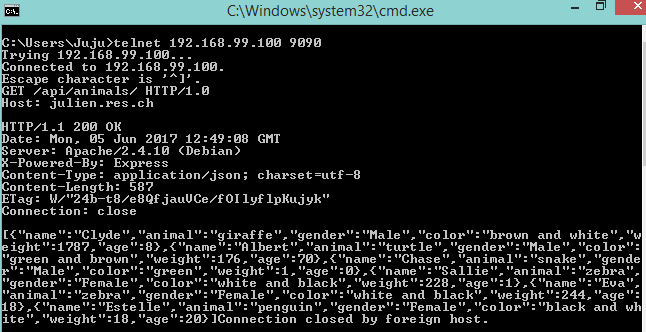 C:\Windows\system32\cmd.exe
C:\Users\Juju>telnet 192.168.99.100 9090
Trying 192.168.99.100...
Connected to 192.168.99.100.
Escape character is '^]'.
GET /api/animals/ HTTP/1.0
Host: julien.res.ch
HTTP/1.1 200 OK
Date: Mon, 05 Jun 2017 12:49:08 GMT
Server: Apache/2.4.10 (Debian)
X-Powered-By: Express
Content-Type: application/json; charset=utf-8
Content-Length: 587
ETag: W/"24b-t8/e8QfjauVCe/fOIlyflpKujyk"
Connection: close
[{"name":"Clyde","animal":"giraffe","gender":"Male","color":"brown and white","w
eight":1787,"age":8},{"name":"Albert","animal":"turtle","gender":"Male","color":
"green and brown","weight":176,"age":70},{"name":"Chase","animal":"snake","gende
r":"Male","color":"green","weight":1,"age":0},{"name":"Sallie","animal":"zebra",
"gender":"Female","color":"white and black","weight":228,"age":1},{"name":"Eva",
"animal":"zebra","gender":"Female","color":"white and black","weight":244,"age":
18},{"name":"Estelle","animal":"penguin","gender":"Female","color":"black and wh
ite","weight":18,"age":20}]Connection closed by foreign host.